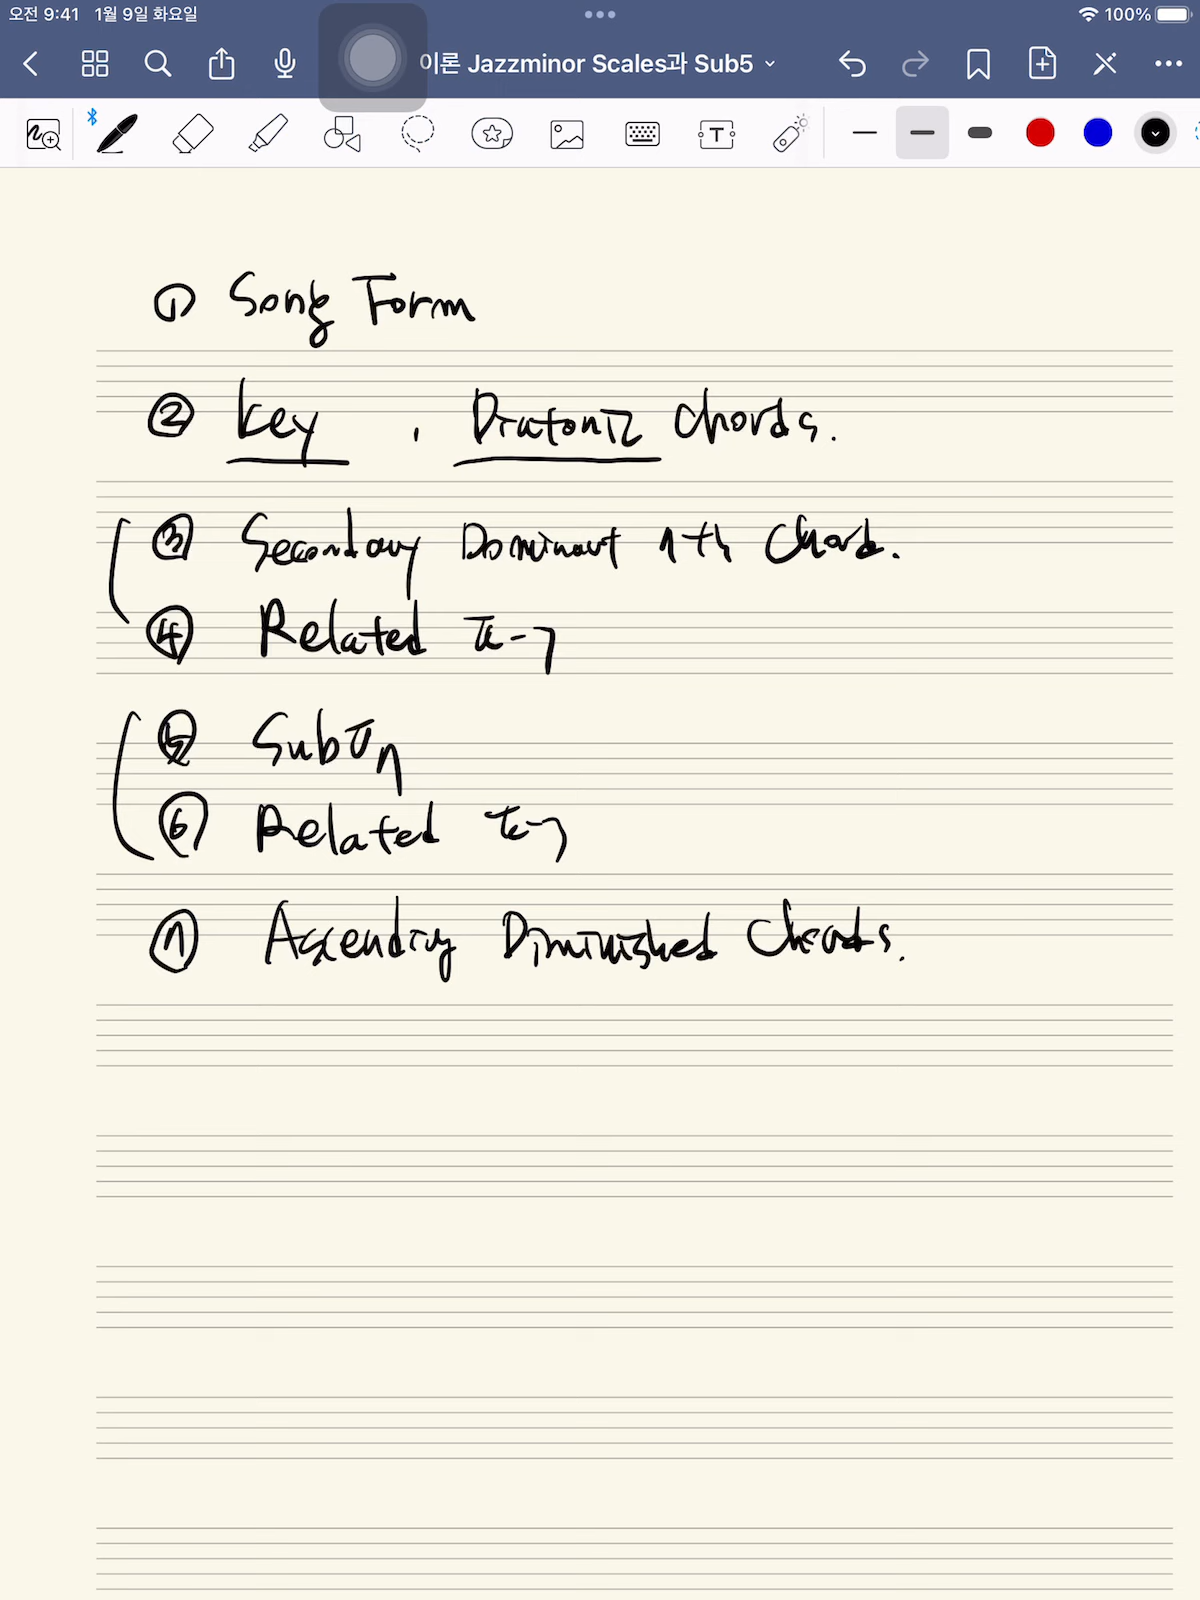 오전 9:41 1월 9일 화요일 100%
이론 Jazzminor Scales과 Sub5
① Song Form
② key , Diatonic Chords.
③ Secondary Dominant 7th Chord.
④ Related Ⅱ-7
⑤ SubⅤ7
⑥ Related Ⅱ-7
⑦ Ascending Diminished Chords.